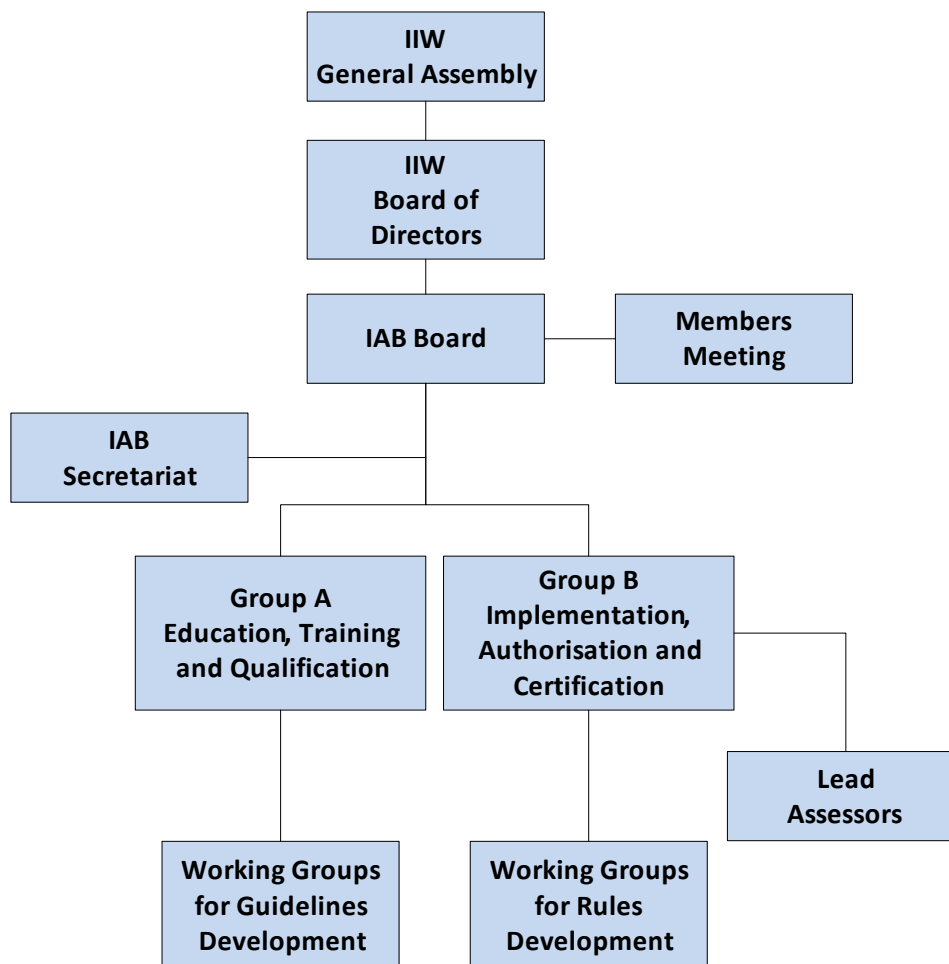 IIW
General Assembly
IIW
Board of
Directors
IAB Board
Members
Meeting
IAB
Secretariat
Group A
Education, Training
and Qualification
Group B
Implementation,
Authorisation and
Certification
Lead
Assessors
Working Groups
for Guidelines
Development
Working Groups
for Rules
Development